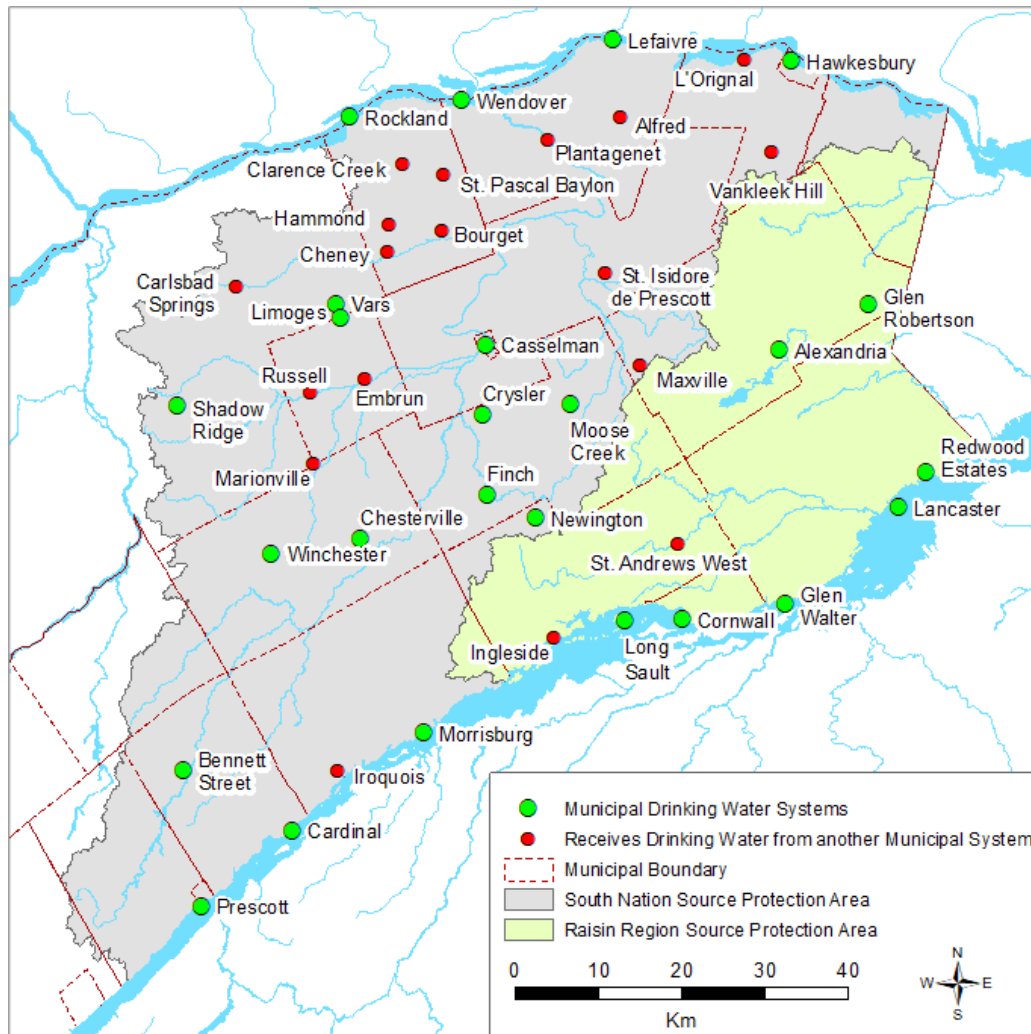 Lefaivre
L'Orignal
Hawkesbury
Wendover
Rockland
Alfred
Plantagenet
Clarence Creek
St. Pascal Baylon
Vankleek Hill
Hammond
Bourget
Cheney
St. Isidore
de Prescott
Carlsbad
Springs
Vars
Limoges
Glen
Robertson
Casselman
Alexandria
Maxville
Russell
Embrun
Crysler
Shadow
Ridge
Moose
Creek
Marionville
Finch
Redwood
Estates
Lancaster
Chesterville
Newington
Winchester
St. Andrews West
Glen
Walter
Cornwall
Long
Sault
Ingleside
Morrisburg
Bennett
Street
Iroquois
Cardinal
Prescott
Municipal Drinking Water Systems
Receives Drinking Water from another Municipal System
Municipal Boundary
South Nation Source Protection Area
Raisin Region Source Protection Area
0 10 20 30 40
Km
N
W E
S